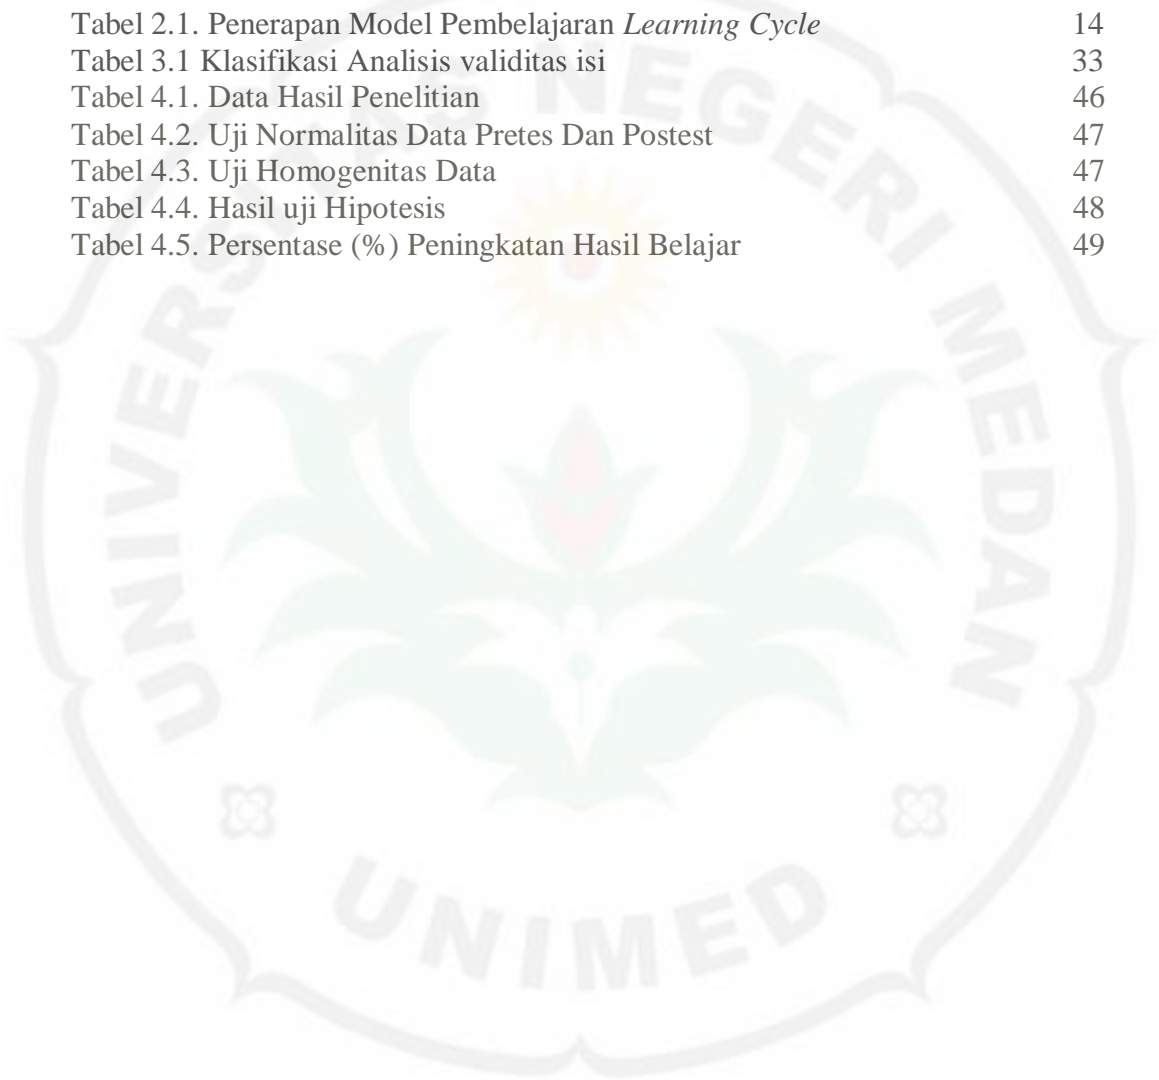 Tabel 2.1. Penerapan Model Pembelajaran Learning Cycle 14
Tabel 3.1 Klasifikasi Analisis validitas isi 33
Tabel 4.1. Data Hasil Penelitian 46
Tabel 4.2. Uji Normalitas Data Pretes Dan Postest 47
Tabel 4.3. Uji Homogenitas Data 47
Tabel 4.4. Hasil uji Hipotesis 48
Tabel 4.5. Persentase (%) Peningkatan Hasil Belajar 49
UNIVERSITAS NEGERI MEDAN
UNIMED